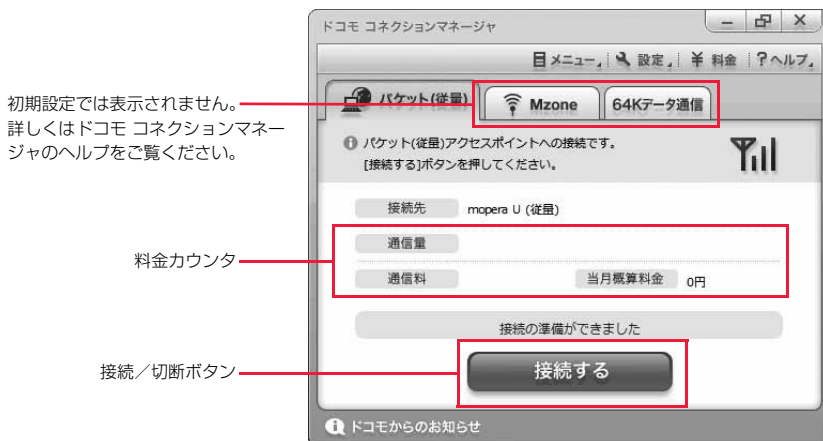 ドコモ コネクションマネージャ
メニュー 設定 料金 ?ヘルプ
パケット(従量) Mzone 64Kデータ通信
初期設定では表示されません。
詳しくはドコモ コネクションマネー
ジャのヘルプをご覧ください。
パケット(従量)アクセスポイントへの接続です。
[接続する]ボタンを押してください。
接続先 mopera U (従量)
料金カウンタ
通信量
通信料 当月概算料金 0円
接続の準備ができました
接続/切断ボタン
接続する
ドコモからのお知らせ